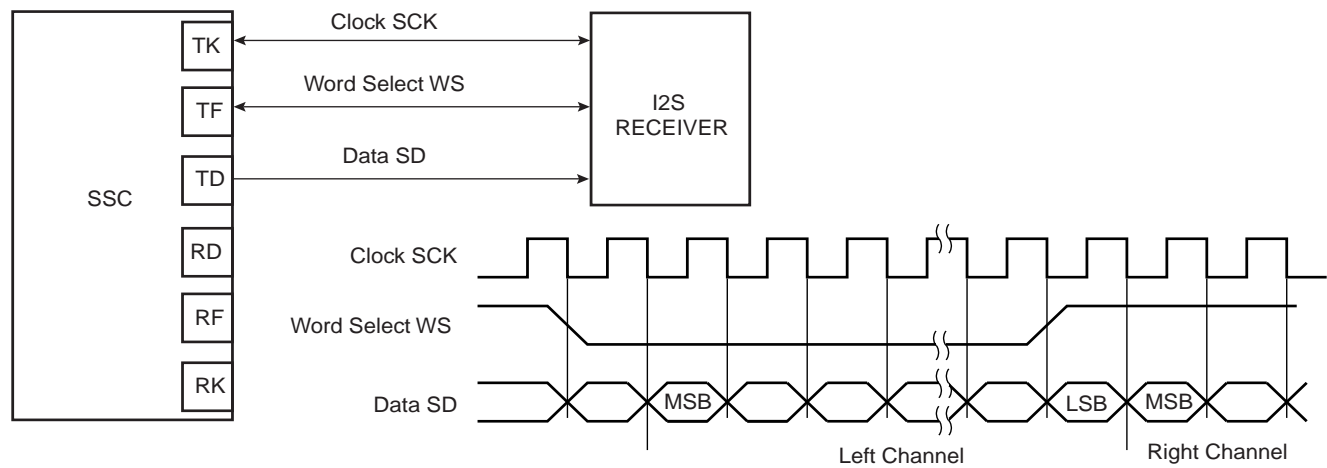 SSC
TK
TF
TD
RD
RF
RK
Clock SCK
Word Select WS
Data SD
I2S
RECEIVER
Clock SCK
Word Select WS
Data SD
MSB
LSB
MSB
Left Channel
Right Channel